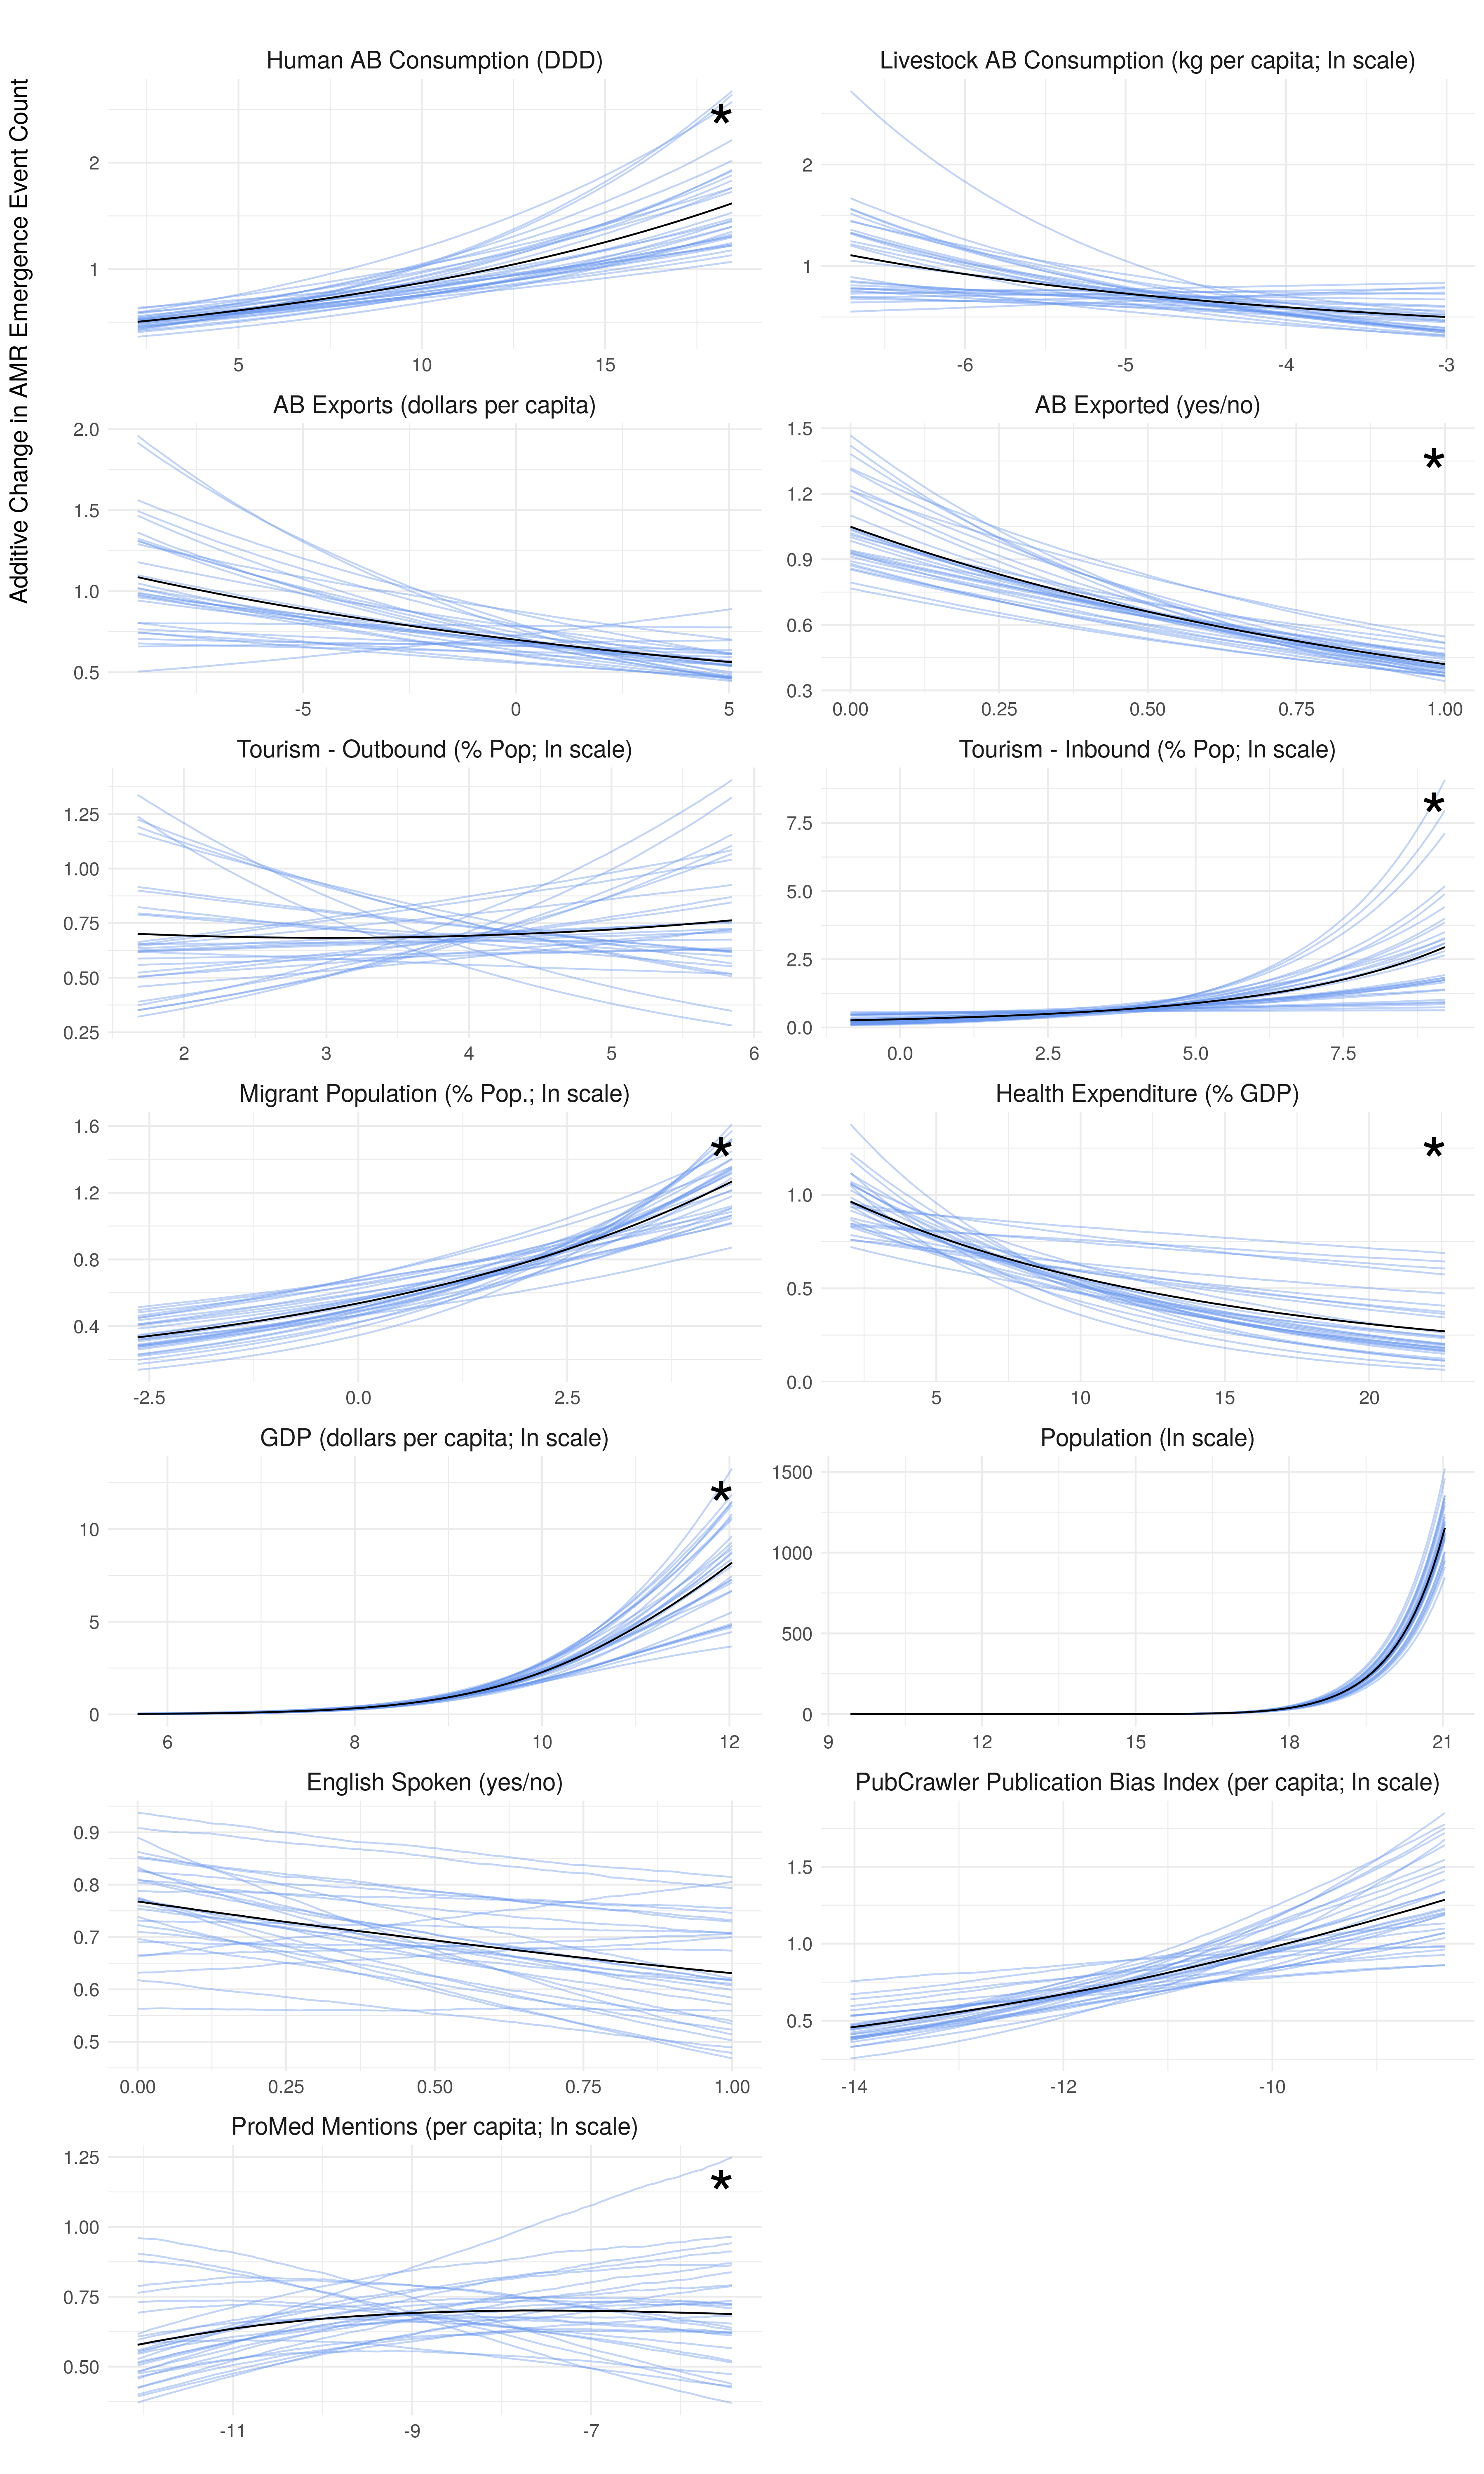 Additive Change in AMR Emergence Event Count
Human AB Consumption (DDD)
2
1
5 10 15
*
Livestock AB Consumption (kg per capita; ln scale)
2
1
-6 -5 -4 -3
AB Exports (dollars per capita)
2.0
1.5
1.0
0.5
-5 0 5
AB Exported (yes/no)
1.5
1.2
0.9
0.6
0.3
0.00 0.25 0.50 0.75 1.00
*
Tourism - Outbound (% Pop; ln scale)
1.25
1.00
0.75
0.50
0.25
2 3 4 5 6
Tourism - Inbound (% Pop; ln scale)
7.5
5.0
2.5
0.0
0.0 2.5 5.0 7.5
*
Migrant Population (% Pop.; ln scale)
1.6
1.2
0.8
0.4
-2.5 0.0 2.5
*
Health Expenditure (% GDP)
1.0
0.5
0.0
5 10 15 20
*
GDP (dollars per capita; ln scale)
10
5
0
6 8 10 12
*
Population (ln scale)
1500
1000
500
0
9 12 15 18 21
English Spoken (yes/no)
0.9
0.8
0.7
0.6
0.5
0.00 0.25 0.50 0.75 1.00
PubCrawler Publication Bias Index (per capita; ln scale)
1.5
1.0
0.5
-14 -12 -10
ProMed Mentions (per capita; ln scale)
1.25
1.00
0.75
0.50
-11 -9 -7
*